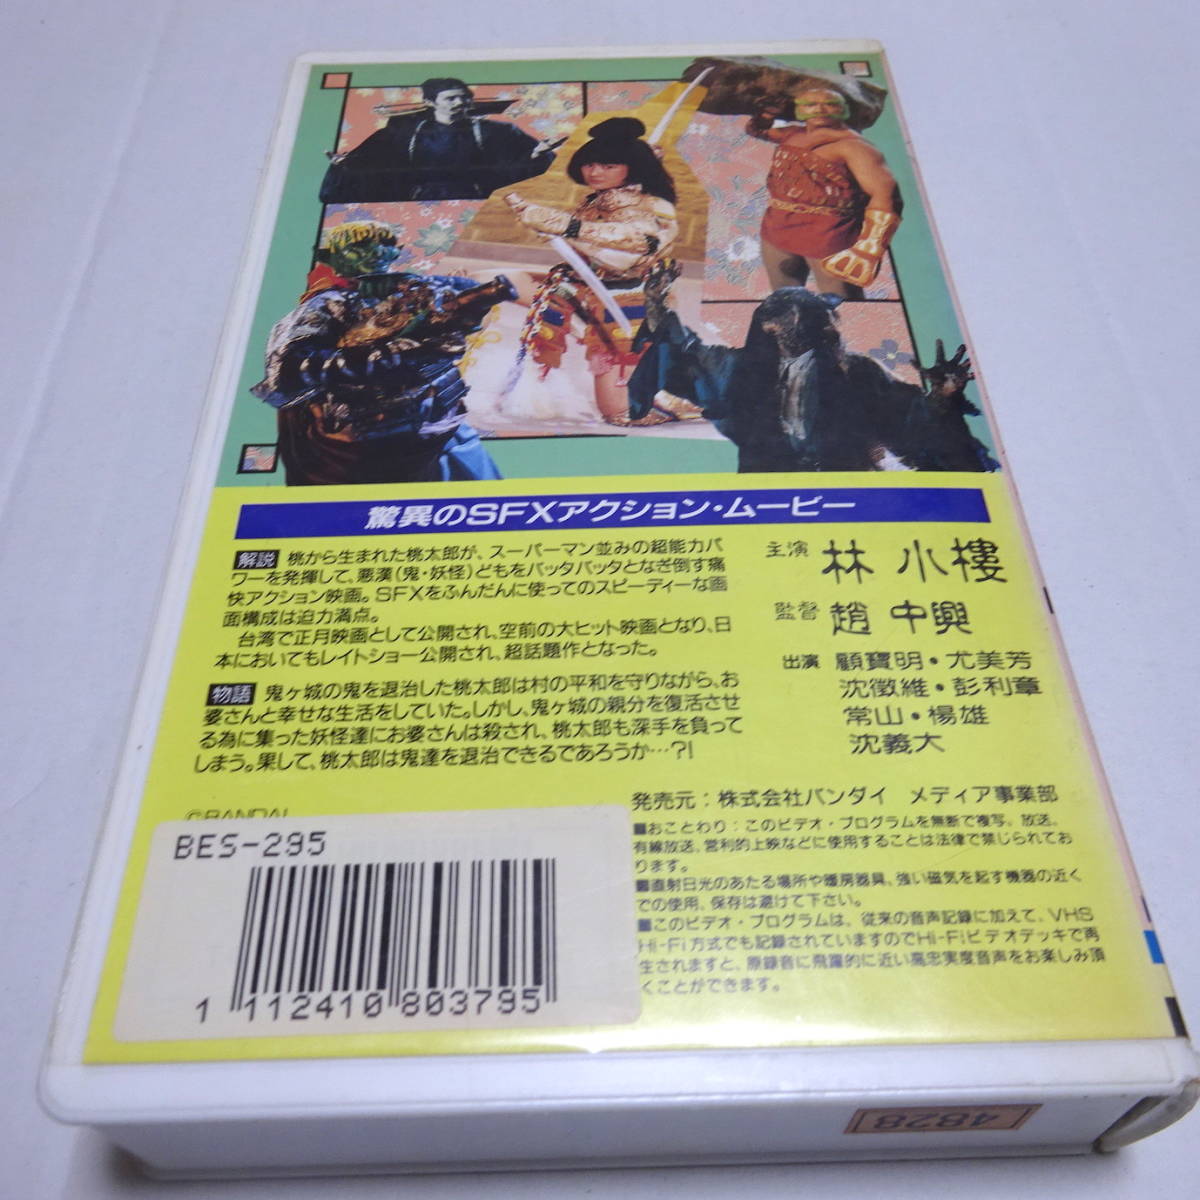 驚異のSFXアクション・ムービー
解説 桃から生まれた桃太郎が、スーパーマン並みの超能力パ
ワーを発揮して、悪漢(鬼・妖怪)どもをバッタバッタとなぎ倒す痛
快アクション映画。SFXをふんだんに使ってのスピーディーな画
面構成は迫力満点。
台湾で正月映画として公開され、空前の大ヒット映画となり、日
本においてもレイトショー公開され、超話題作となった。
物語 鬼ヶ城の鬼を退治した桃太郎は村の平和を守りながら、お
婆さんと幸せな生活をしていた。しかし、鬼ヶ城の親分を復活させ
る為に集った妖怪達にお婆さんは殺され、桃太郎も深手を負って
しまう。果して、桃太郎は鬼達を退治できるであろうか…?!
主演 林 小樓
監督 趙 中興
出演 顧寶明・尤美芳
沈徴維・彭利章
常山・楊雄
沈義大
©BANDAI
発売元:株式会社バンダイ メディア事業部
■おことわり:このビデオ・プログラムを無断で複写、放送、
有線放送、営利的上映などに使用することは法律で禁じられてお
ります。
■直射日光のあたる場所や暖房器具、強い磁気を起す機器の近く
での使用、保存は避けて下さい。
■このビデオ・プログラムは、従来の音声記録に加えて、VHS
Hi-Fi方式でも記録されていますのでHi-Fiビデオデッキで再
生されますと、原録音に飛躍的に近い高忠実度音声をお楽しみ頂
くことができます。
BES-295
1 112410 803795
4828